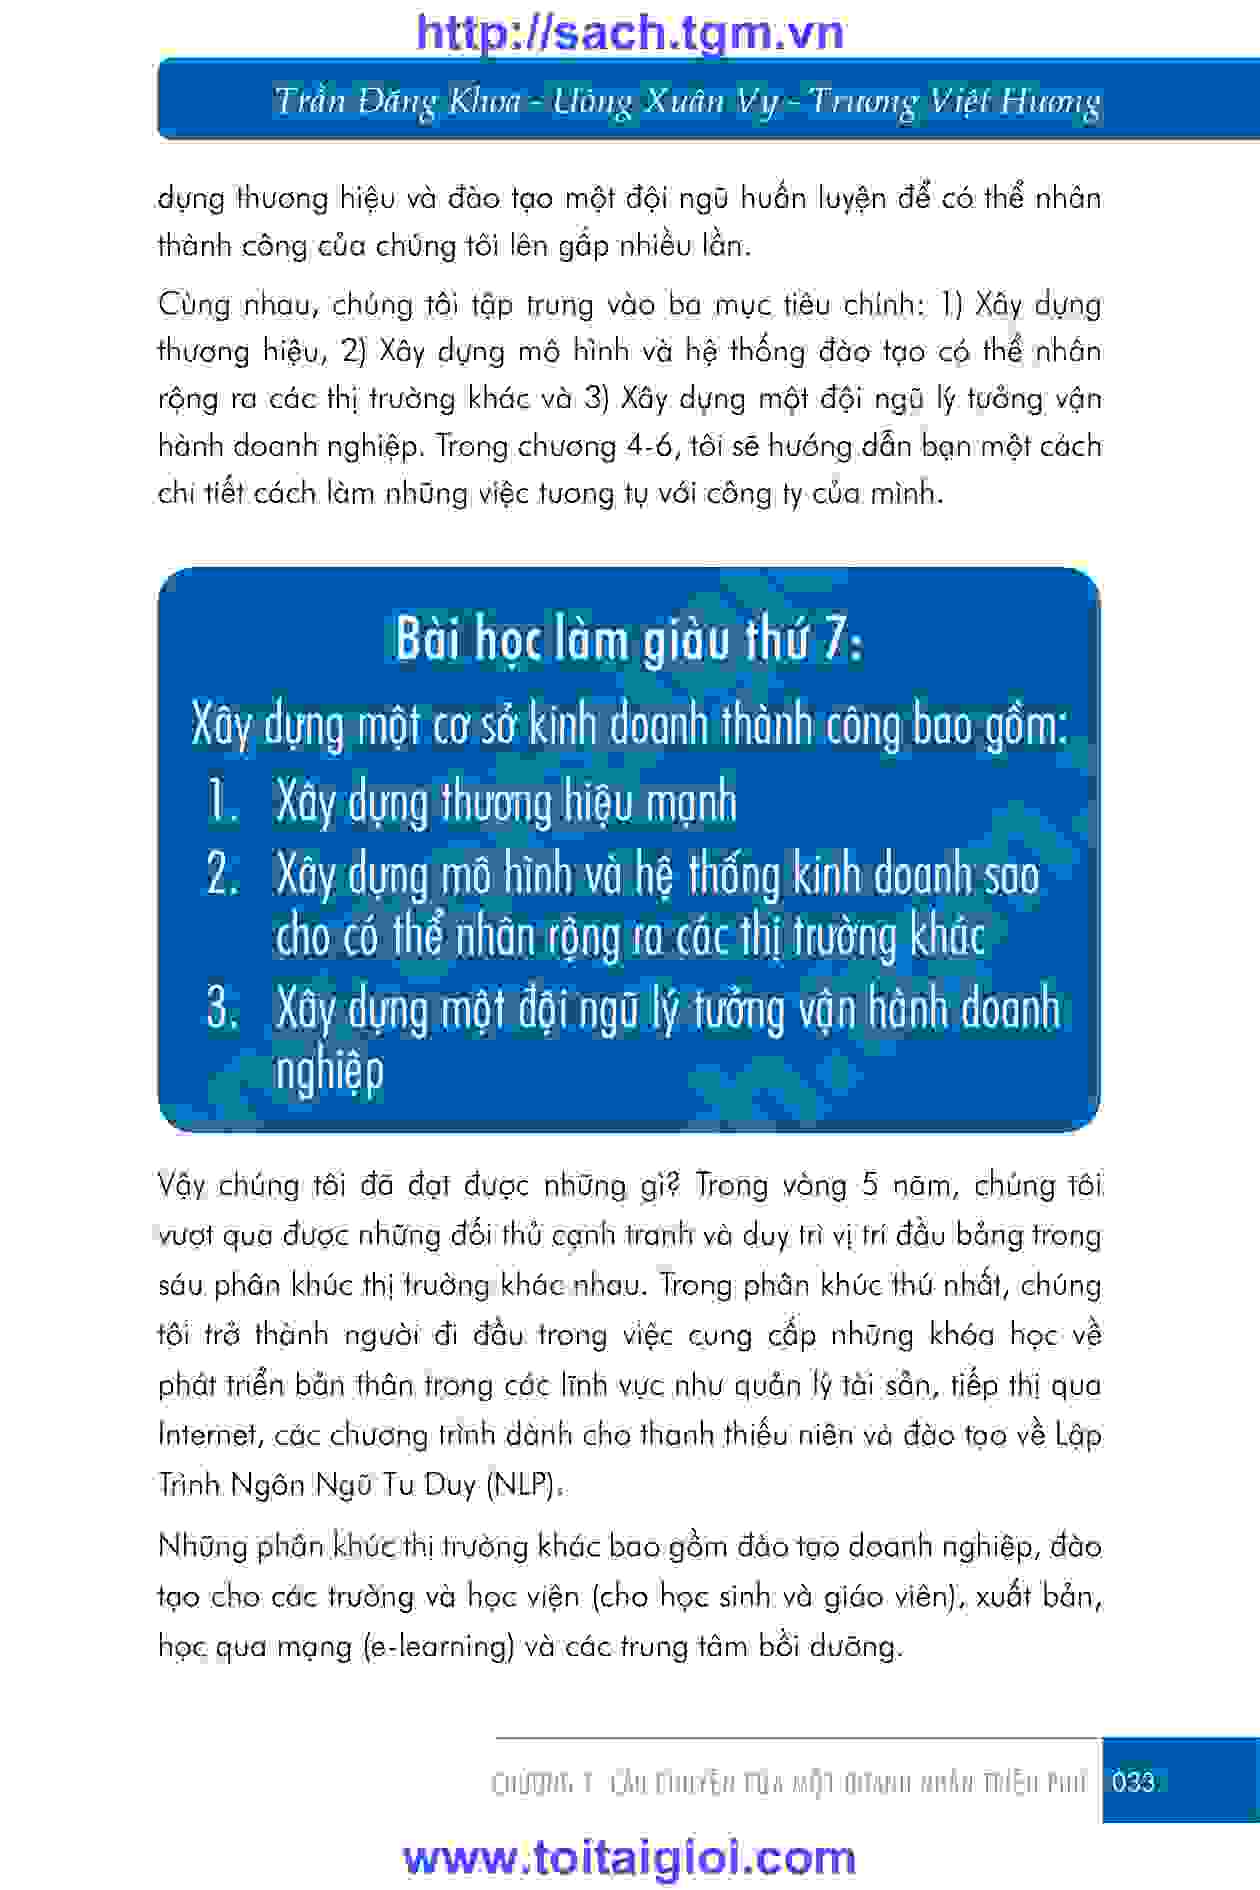 http://sach.tgm.vn
Trần Đăng Khoa - Uông Xuân Vy - Trương Việt Hương
dựng thương hiệu và đào tạo một đội ngũ huấn luyện để có thể nhân
thành công của chúng tôi lên gấp nhiều lần.
Cùng nhau, chúng tôi tập trung vào ba mục tiêu chính: 1) Xây dựng
thương hiệu, 2) Xây dựng mô hình và hệ thống đào tạo có thể nhân
rộng ra các thị trường khác và 3) Xây dựng một đội ngũ lý tưởng vận
hành doanh nghiệp. Trong chương 4-6, tôi sẽ hướng dẫn bạn một cách
chi tiết cách làm những việc tương tự với công ty của mình.
Bài học làm giàu thứ 7:
Xây dựng một cơ sở kinh doanh thành công bao gồm:
1. Xây dựng thương hiệu mạnh
2. Xây dựng mô hình và hệ thống kinh doanh sao
cho có thể nhân rộng ra các thị trường khác
3. Xây dựng một đội ngũ lý tưởng vận hành doanh
nghiệp
Vậy chúng tôi đã đạt được những gì? Trong vòng 5 năm, chúng tôi
vượt qua được những đối thủ cạnh tranh và duy trì vị trí đầu bảng trong
sáu phân khúc thị trường khác nhau. Trong phân khúc thứ nhất, chúng
tôi trở thành người đi đầu trong việc cung cấp những khóa học về
phát triển bản thân trong các lĩnh vực như quản lý tài sản, tiếp thị qua
Internet, các chương trình dành cho thanh thiếu niên và đào tạo về Lập
Trình Ngôn Ngữ Tư Duy (NLP).
Những phân khúc thị trường khác bao gồm đào tạo doanh nghiệp, đào
tạo cho các trường và học viện (cho học sinh và giáo viên), xuất bản,
học qua mạng (e-learning) và các trung tâm bồi dưỡng.
CHƯƠNG 1. CÂU CHUYỆN CỦA MỘT DOANH NHÂN TRIỆU PHÚ 033
www.toitaigioi.com